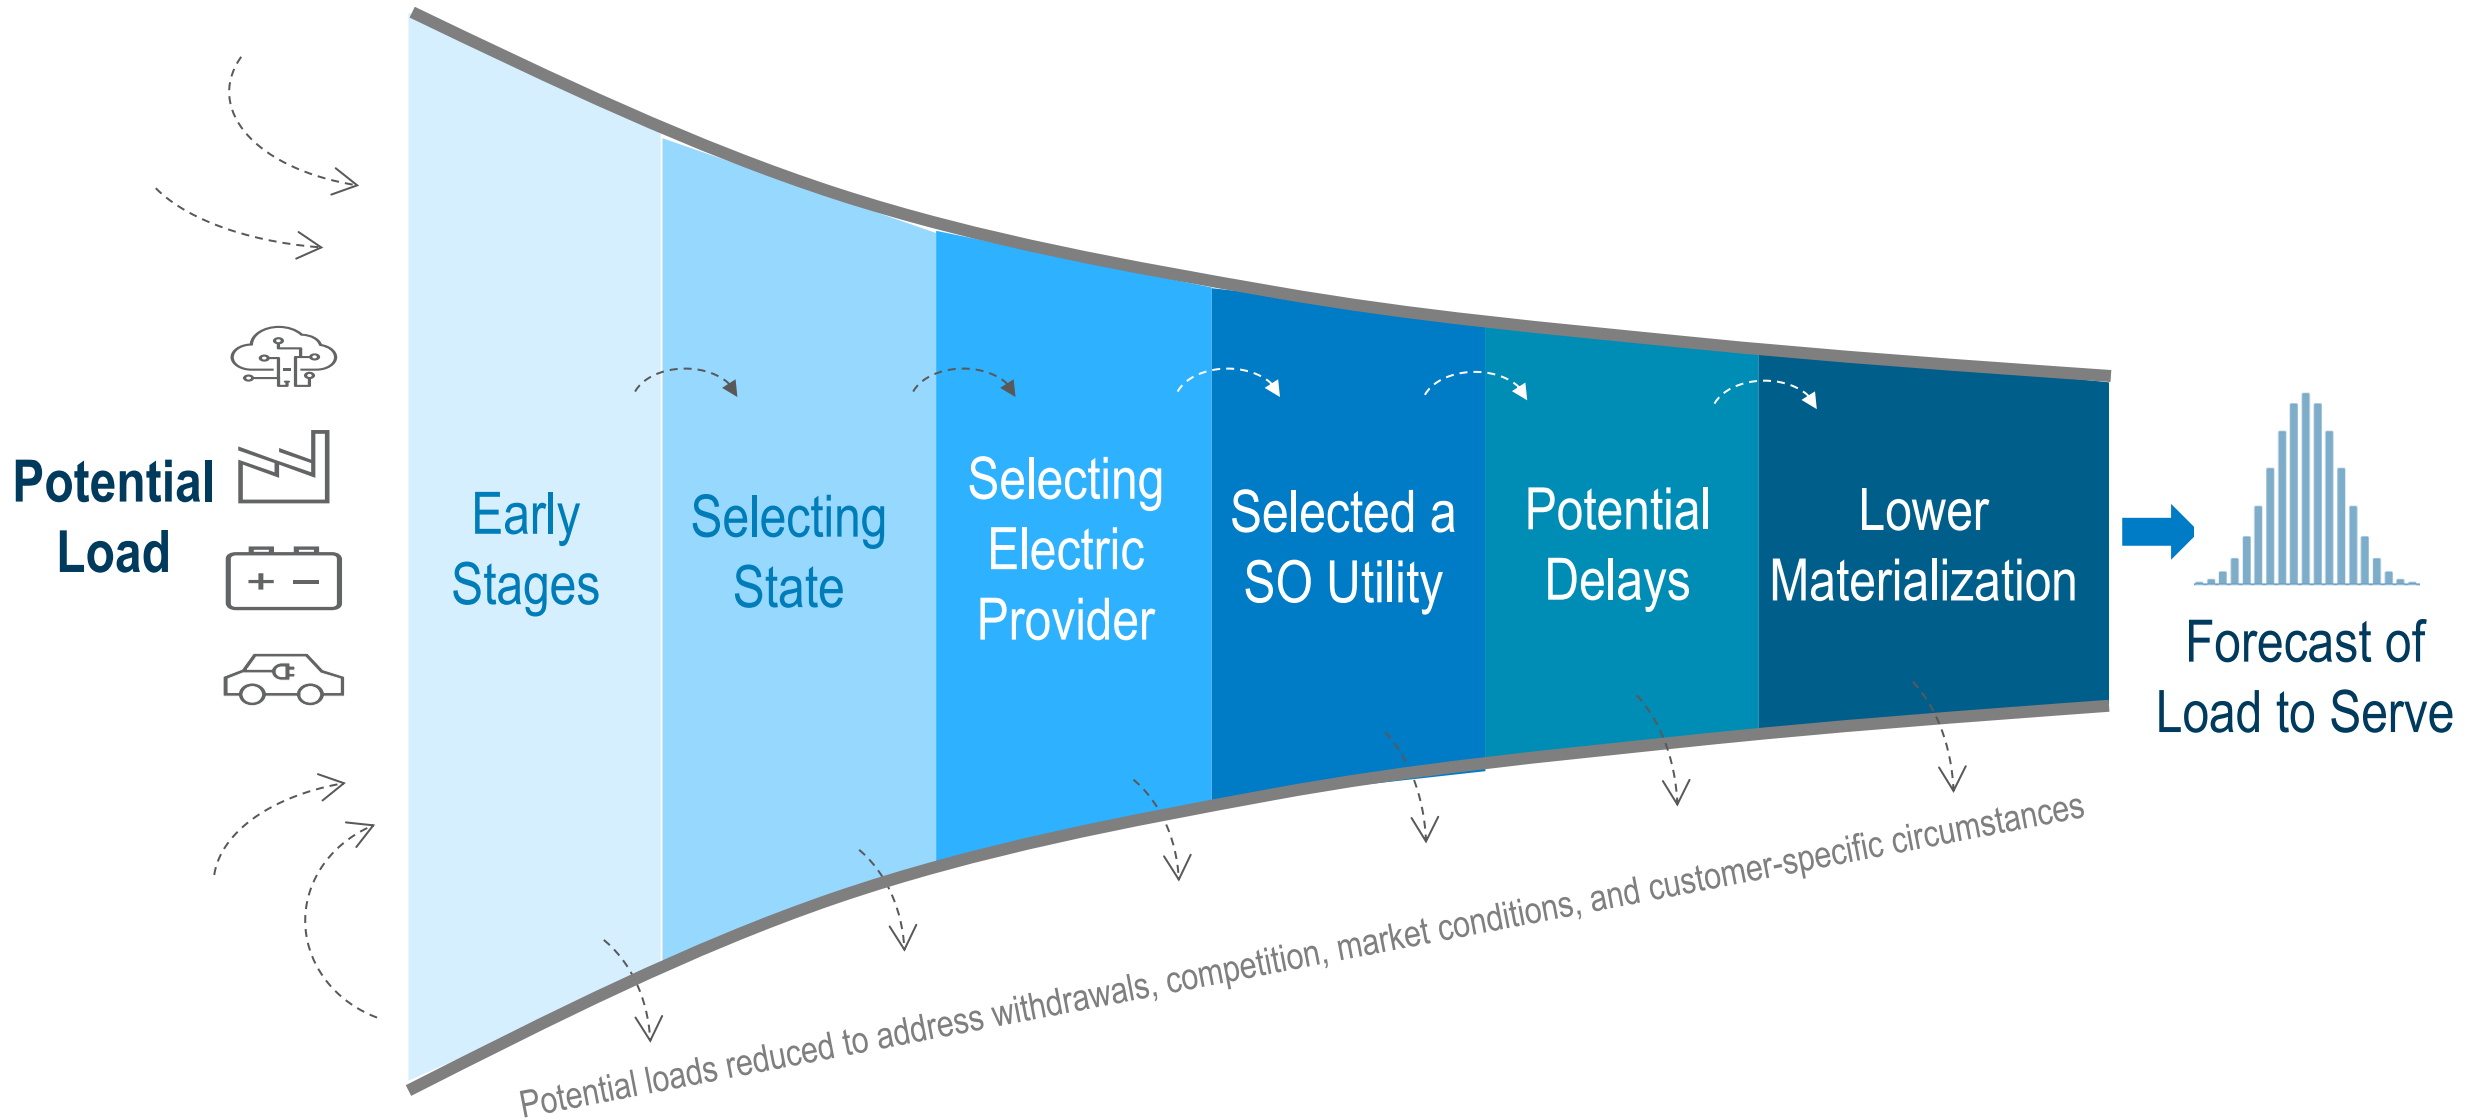 Potential
Load
Early
Stages
Selecting
State
Selecting
Electric
Provider
Selected a
SO Utility
Potential
Delays
Lower
Materialization
Forecast of
Load to Serve
Potential loads reduced to address withdrawals, competition, market conditions, and customer-specific circumstances